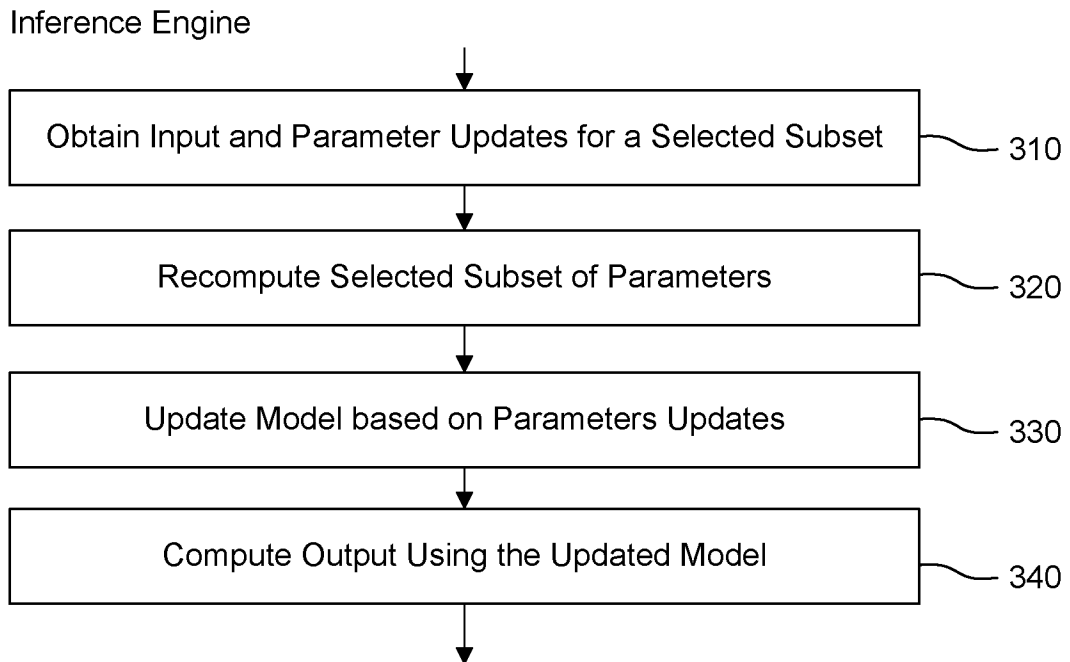 Inference Engine
Obtain Input and Parameter Updates for a Selected Subset
310
Recompute Selected Subset of Parameters
320
Update Model based on Parameters Updates
330
Compute Output Using the Updated Model
340